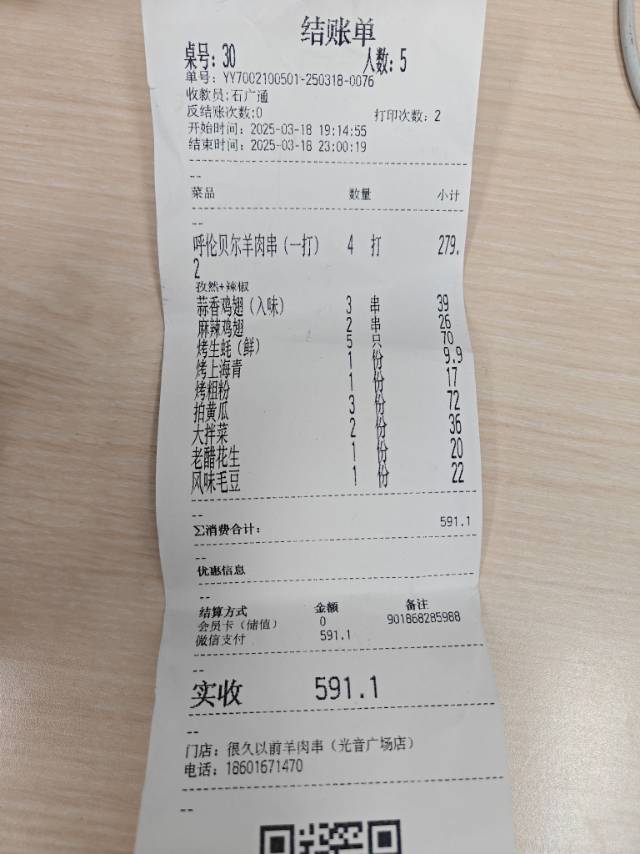 结账单
桌号: 30 人数: 5
单号: YY7002100501-250318-0076
收款员:石广通
反结账次数:0 打印次数: 2
开始时间: 2025-03-18 19:14:55
结束时间: 2025-03-18 23:00:19
--
菜品 数量 小计
--
呼伦贝尔羊肉串(一打) 4 打 279.
2
孜然+辣椒
蒜香鸡翅(入味) 3 串 39
麻辣鸡翅 2 串 26
烤生蚝(鲜) 5 只 70
烤上海青 1 份 9.9
烤粗粉 1 份 17
拍黄瓜 3 份 72
大拌菜 2 份 36
老醋花生 1 份 20
风味毛豆 1 份 22
--
∑消费合计: 591.1
--
优惠信息
--
结算方式 金额 备注
会员卡(储值) 0 901868285988
微信支付 591.1
--
实收 591.1
--
门店: 很久以前羊肉串(光音广场店)
电话: 18601671470
--